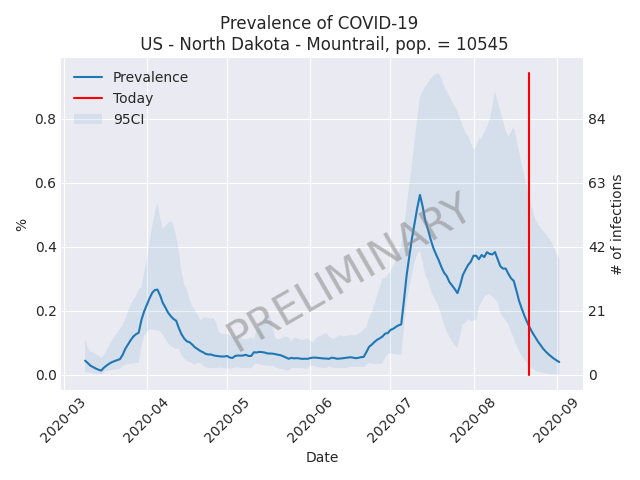 Prevalence of COVID-19
US - North Dakota - Mountrail, pop. = 10545
Prevalence
Today
95CI
0.8
0.6
0.4
0.2
0.0
%
84
63
42
21
0
# of infections
PRELIMINARY
2020-03
2020-04
2020-05
2020-06
2020-07
2020-08
2020-09
Date